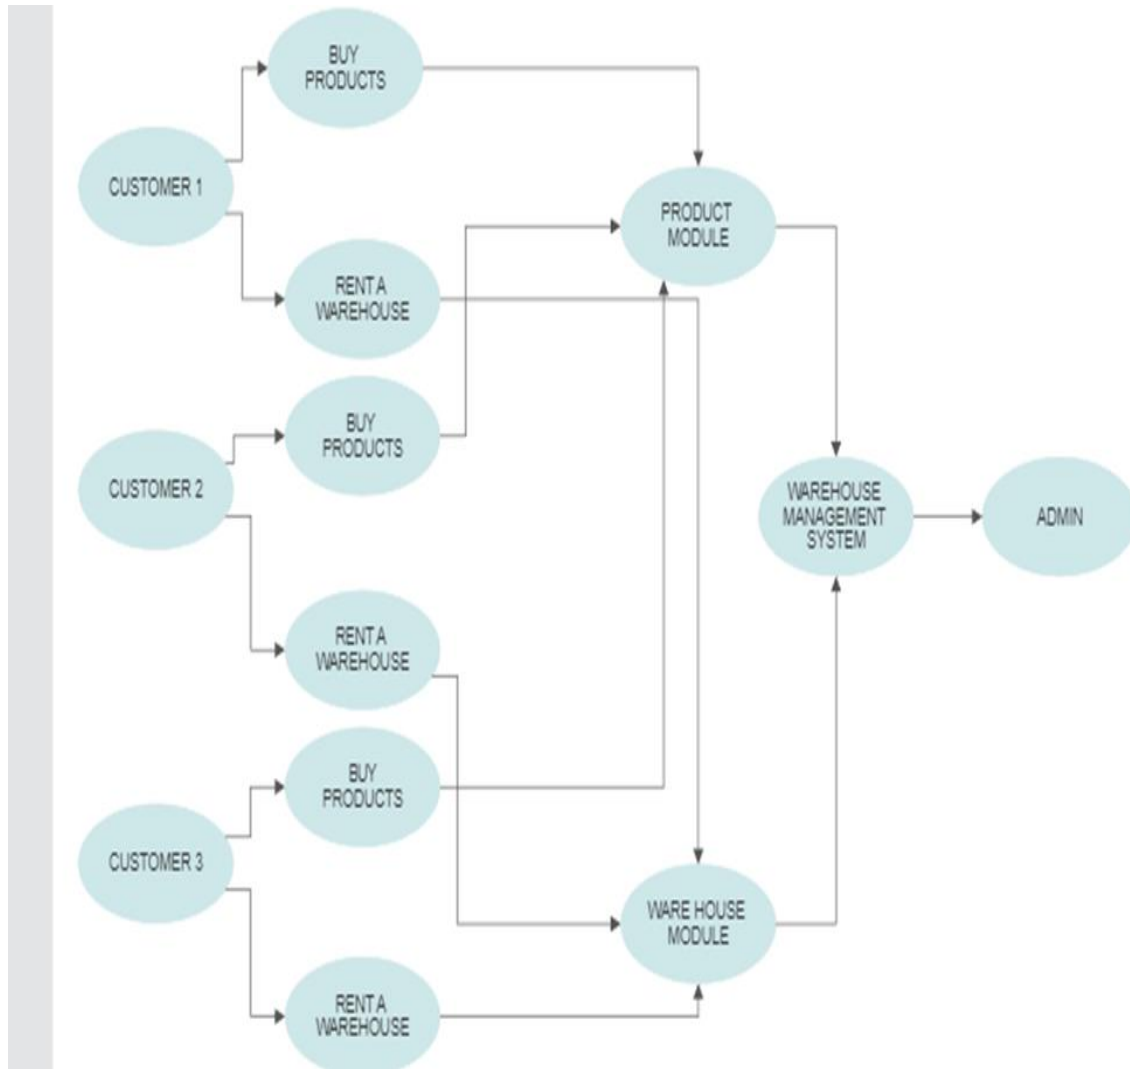 BUY
PRODUCTS
CUSTOMER 1
PRODUCT
MODULE
RENT A
WAREHOUSE
BUY
PRODUCTS
CUSTOMER 2
WAREHOUSE
MANAGEMENT
SYSTEM
ADMIN
RENT A
WAREHOUSE
BUY
PRODUCTS
CUSTOMER 3
WARE HOUSE
MODULE
RENT A
WAREHOUSE